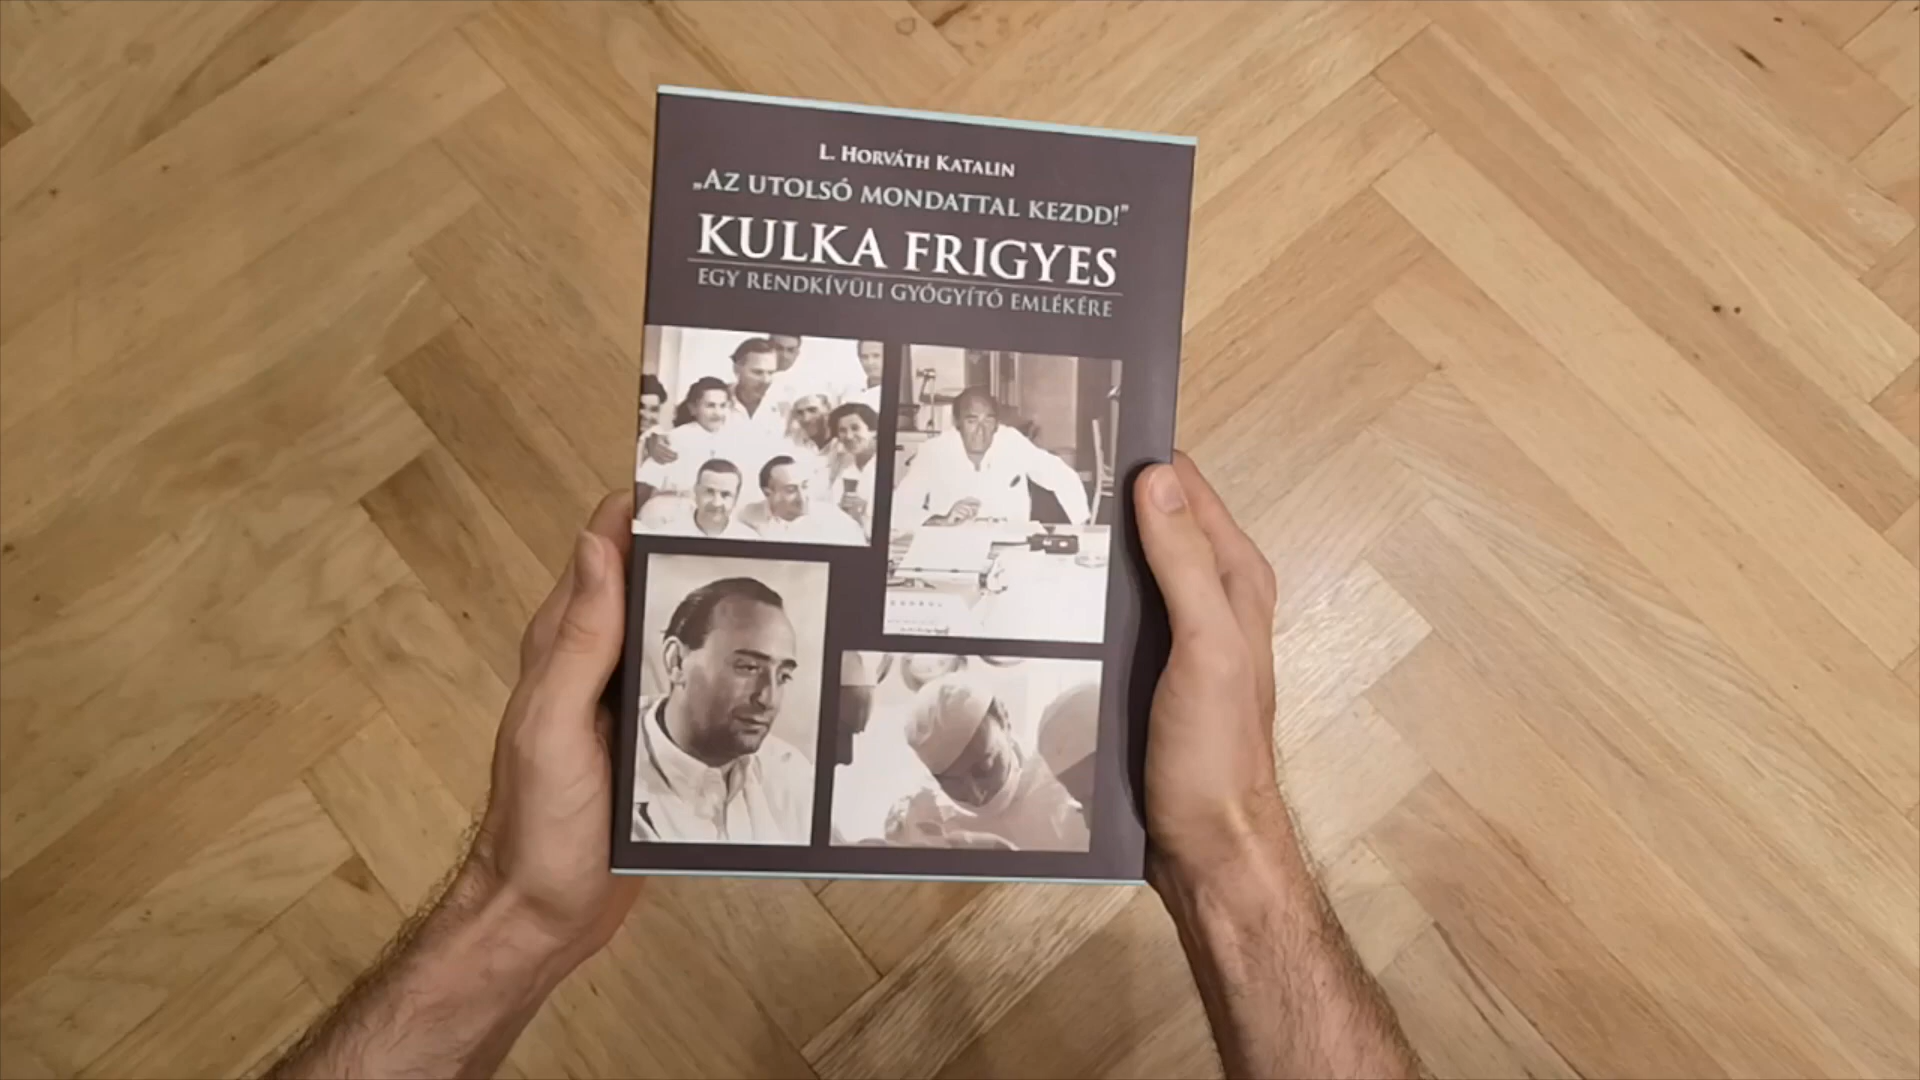 L. HORVÁTH KATALIN
„AZ UTOLSÓ MONDATTAL KEZDD!”
KULKA FRIGYES
EGY RENDKÍVÜLI GYÓGYÍTÓ EMLÉKÉRE